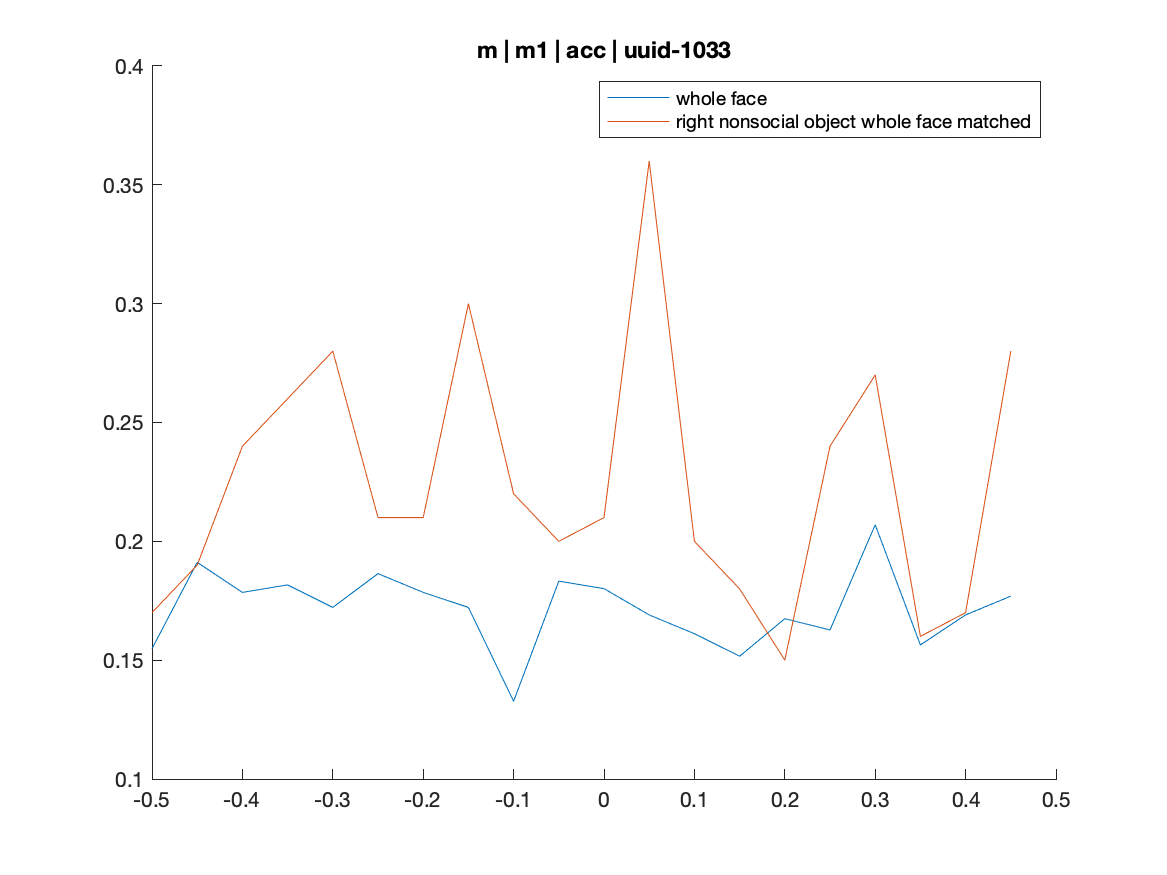 m | m1 | acc | uuid-1033
whole face
right nonsocial object whole face matched
0.4
0.35
0.3
0.25
0.2
0.15
0.1
-0.5 -0.4 -0.3 -0.2 -0.1 0 0.1 0.2 0.3 0.4 0.5